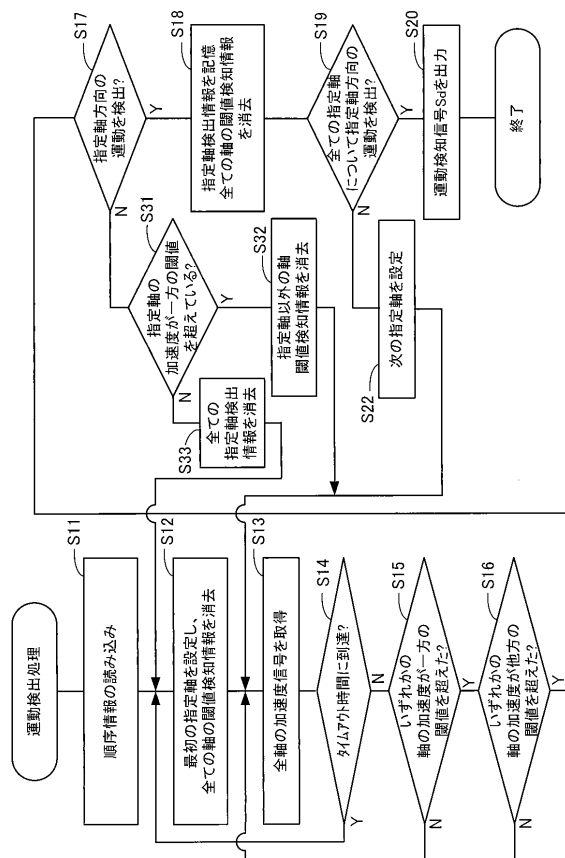 運動検出処理
S11
順序情報の読み込み
S12
最初の指定軸を設定し、
全ての軸の閾値検知情報を消去
S13
全軸の加速度信号を取得
S14
タイムアウト時間に到達?
Y
N
S15
いずれかの
軸の加速度が一方の
閾値を超えた?
N
Y
S16
いずれかの
軸の加速度が他方の
閾値を超えた?
N
Y
S17
指定軸方向の
運動を検出?
N
Y
S18
指定軸検出情報を記憶
全ての軸の閾値検知情報
を消去
S19
全ての指定軸
について指定軸方向の
運動を検出?
N
Y
S20
運動検知信号Sdを出力
終了
S31
指定軸の
加速度が一方の閾値
を超えている?
N
Y
S32
指定軸以外の軸
閾値検知情報を消去
S33
全ての
指定軸検出
情報を消去
S22
次の指定軸を設定